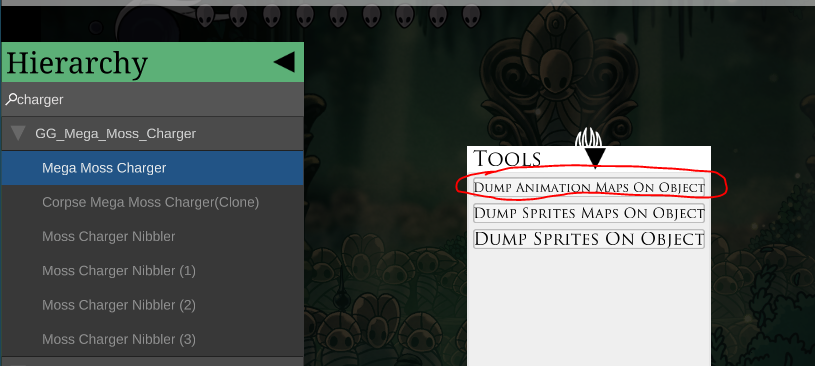 Hierarchy
charger
GG_Mega_Moss_Charger
Mega Moss Charger
Corpse Mega Moss Charger(Clone)
Moss Charger Nibbler
Moss Charger Nibbler (1)
Moss Charger Nibbler (2)
Moss Charger Nibbler (3)
Tools
Dump Animation Maps On Object
Dump Sprites Maps On Object
Dump Sprites On Object